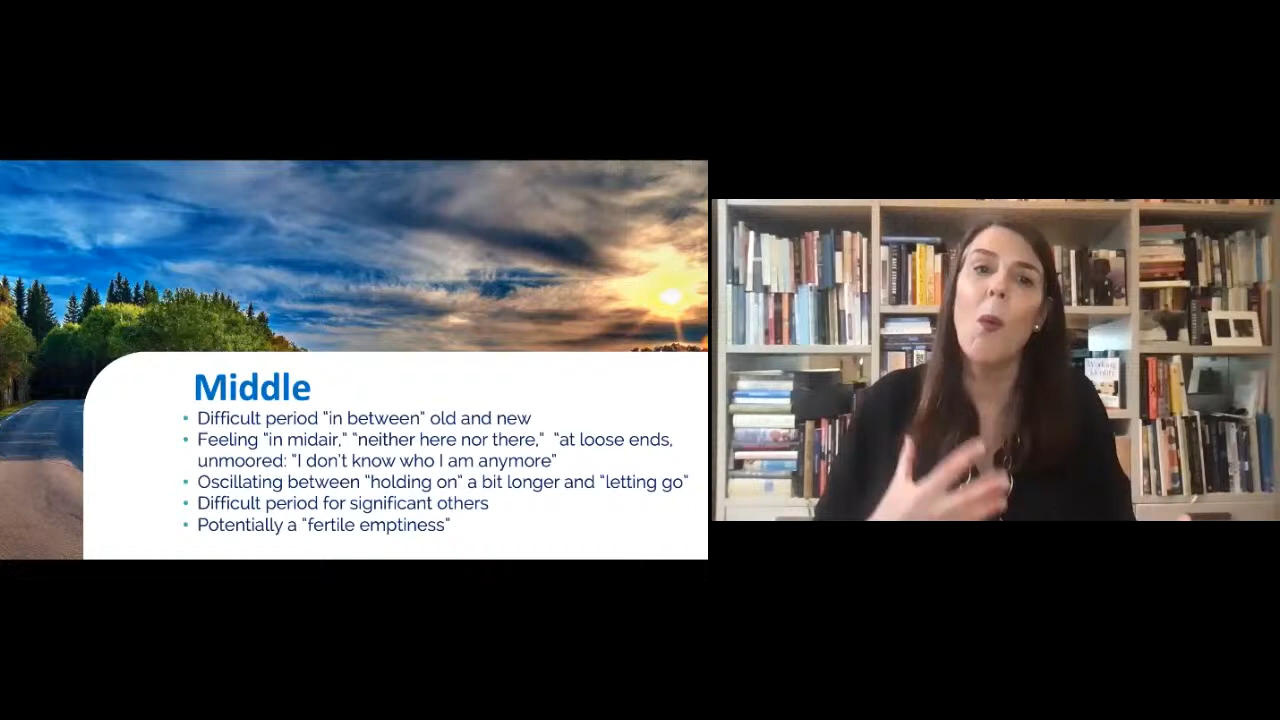 Middle
• Difficult period "in between" old and new
• Feeling "in midair," "neither here nor there," "at loose ends,
unmoored: "I don't know who I am anymore"
• Oscillating between "holding on" a bit longer and "letting go"
• Difficult period for significant others
• Potentially a "fertile emptiness"
Working
Identity